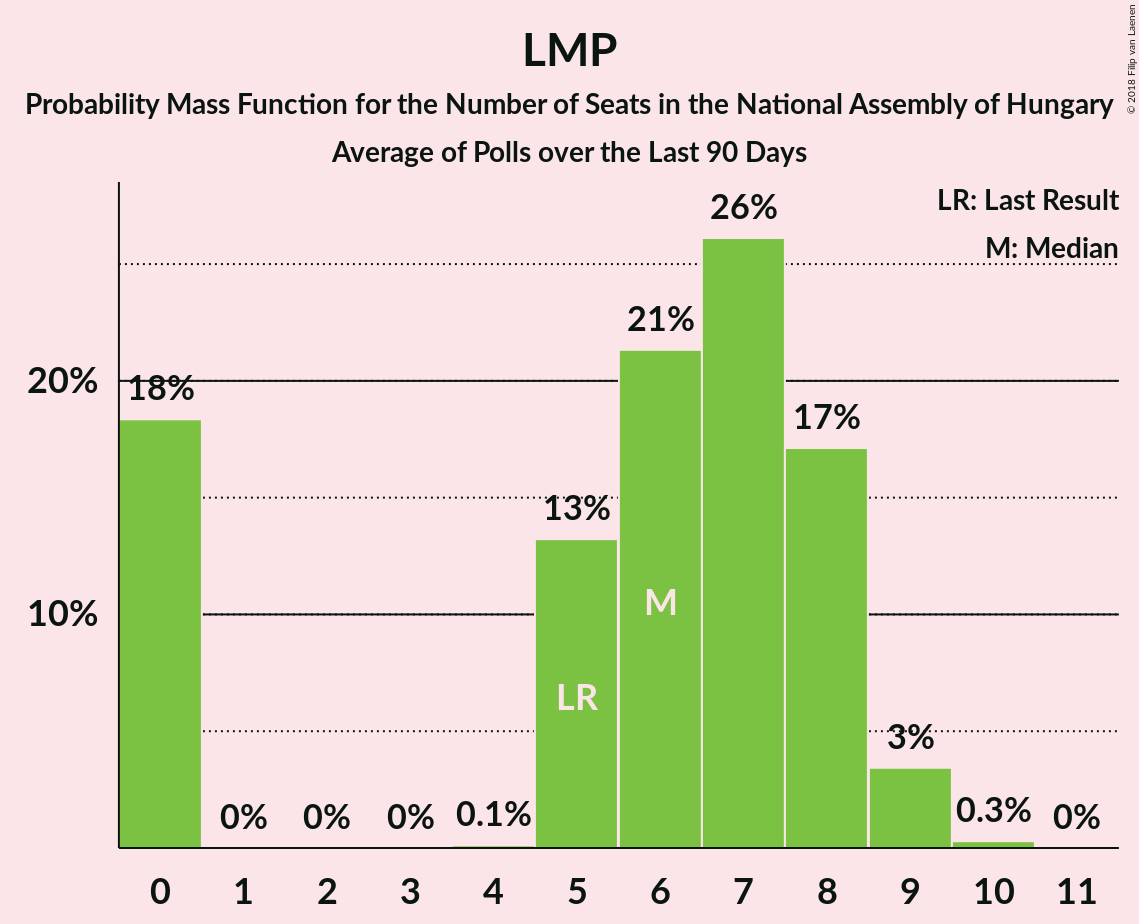 LMP
Probability Mass Function for the Number of Seats in the National Assembly of Hungary
Average of Polls over the Last 90 Days
© 2018 Filip van Laenen
LR: Last Result
M: Median
26%
21%
20%
18%
17%
13%
10%
M
LR
3%
0% 0% 0% 0.1% 0.3% 0%
0 1 2 3 4 5 6 7 8 9 10 11